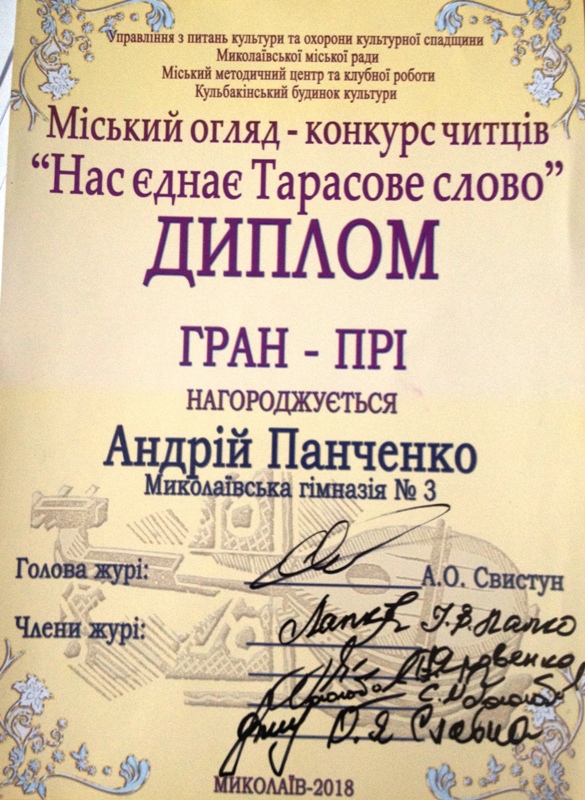 Управління з питань культури та охорони культурної спадщини
Миколаївської міської ради
Міський методичний центр та клубної роботи
Кульбакінський будинок культури
Міський огляд - конкурс читців
“Нас єднає Тарасове слово”
ДИПЛОМ
ГРАН - ПРІ
НАГОРОДЖУЄТЬСЯ
Андрій Панченко
Миколаївська гімназія № 3
Голова журі: А.О. Свистун
Члени журі:
МИКОЛАЇВ-2018